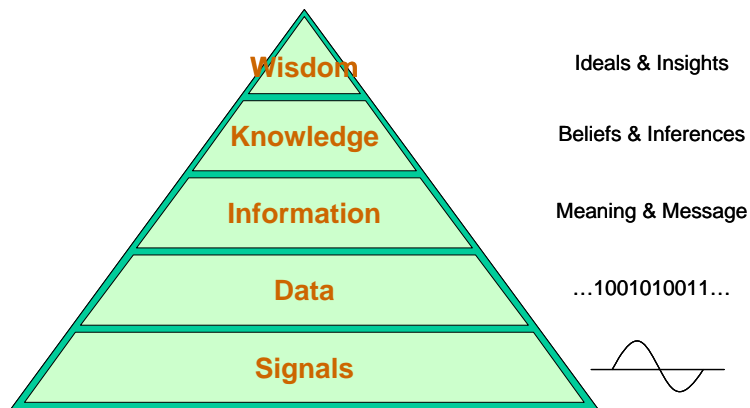 Wisdom
Ideals & Insights
Knowledge
Beliefs & Inferences
Information
Meaning & Message
Data
…1001010011…
Signals